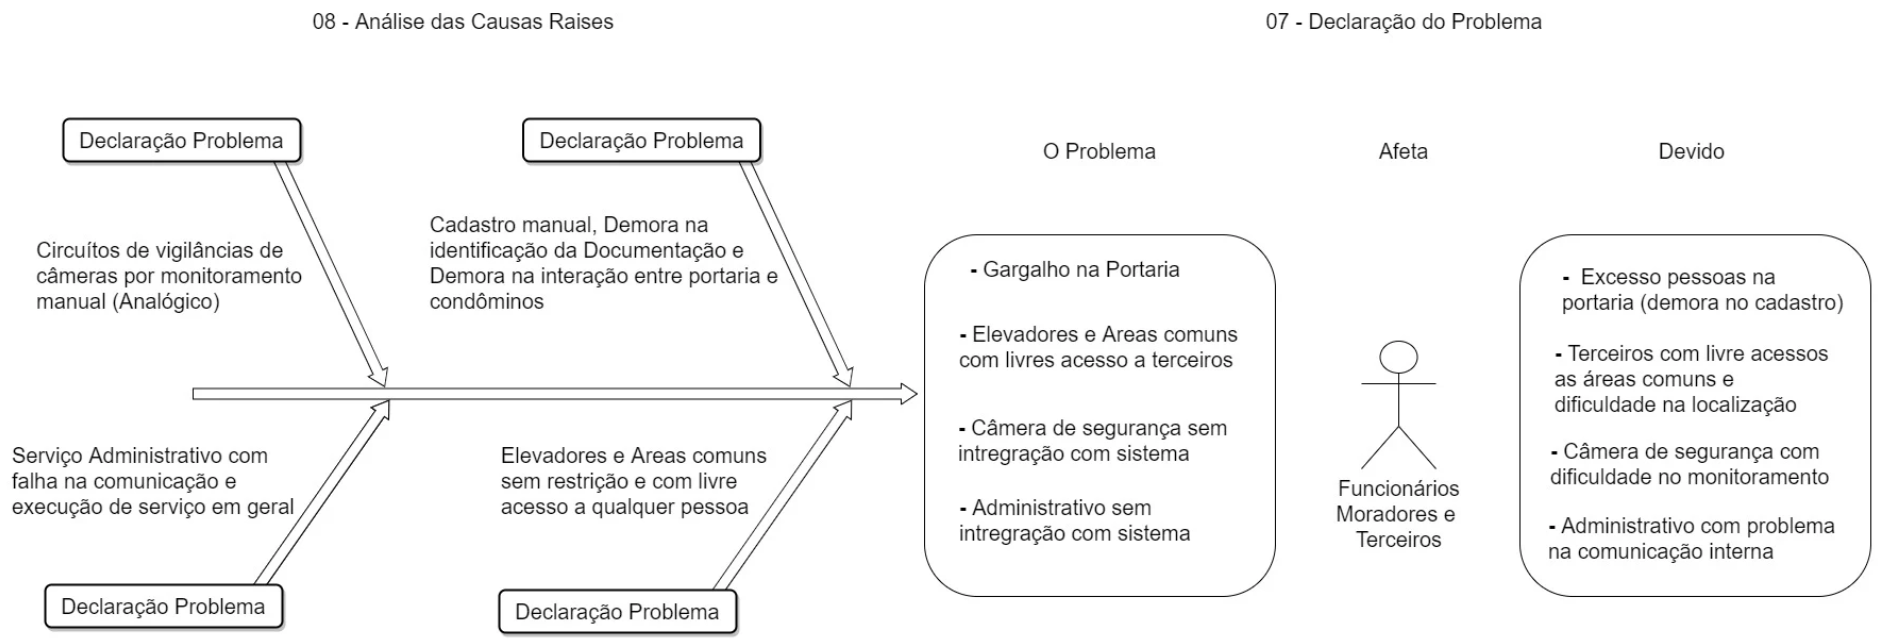 08 - Análise das Causas Raises
07 - Declaração do Problema
Declaração Problema
Declaração Problema
Circuítos de vigilâncias de
câmeras por monitoramento
manual (Analógico)
Cadastro manual, Demora na
identificação da Documentação e
Demora na interação entre portaria e
condôminos
Serviço Administrativo com
falha na comunicação e
execução de serviço em geral
Elevadores e Areas comuns
sem restrição e com livre
acesso a qualquer pessoa
Declaração Problema
Declaração Problema
O Problema
- Gargalho na Portaria
- Elevadores e Areas comuns
com livres acesso a terceiros
- Câmera de segurança sem
intregração com sistema
- Administrativo sem
intregração com sistema
Afeta
Funcionários
Moradores e
Terceiros
Devido
- Excesso pessoas na
portaria (demora no cadastro)
- Terceiros com livre acessos
as áreas comuns e
dificuldade na localização
- Câmera de segurança com
dificuldade no monitoramento
- Administrativo com problema
na comunicação interna